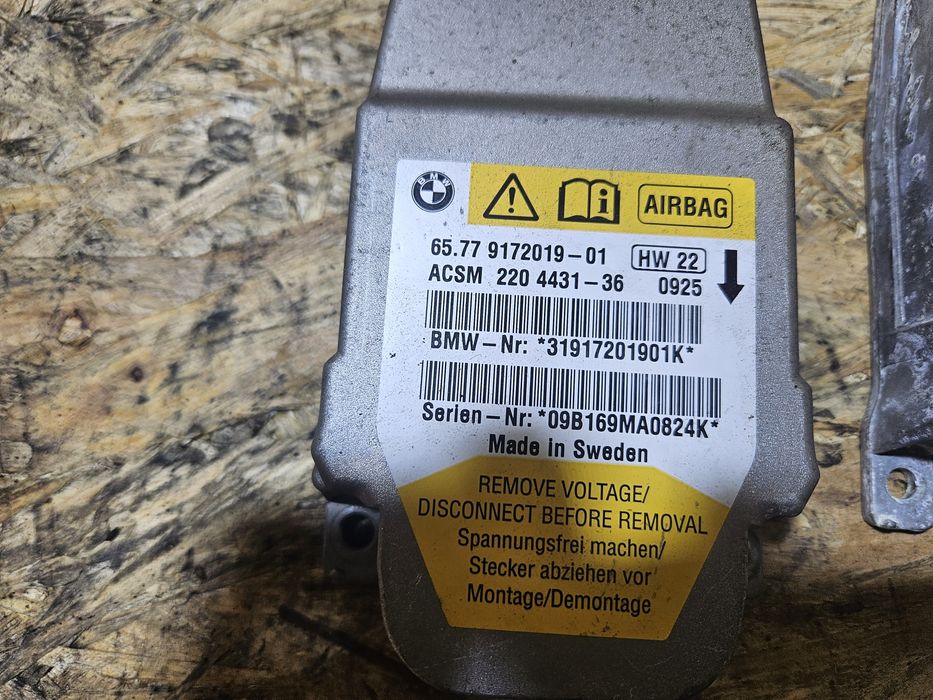 BMW
AIRBAG
65.77 9172019-01 HW 22
ACSM 220 4431-36 0925
BMW-Nr: *31917201901K*
Serien-Nr: *09B169MA0824K*
Made in Sweden
REMOVE VOLTAGE/
DISCONNECT BEFORE REMOVAL
Spannungsfrei machen/
Stecker abziehen vor
Montage/Demontage